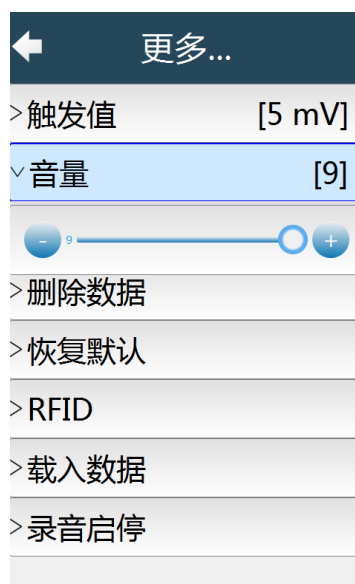 更多...
>触发值 [5 mV]
音量 [9]
- 9 +
>删除数据
>恢复默认
>RFID
>载入数据
>录音启停